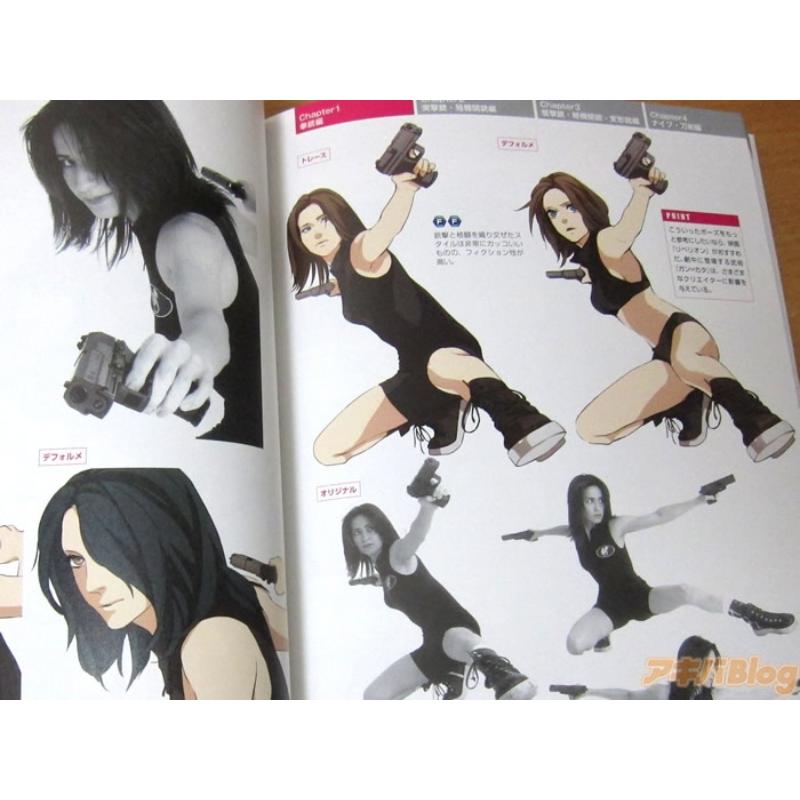 Chapter1
拳銃編
Chapter2
突撃銃・短機関銃編
Chapter3
狙撃銃・軽機関銃・変形銃編
Chapter4
ナイフ・刀剣編
トレース
デフォルメ
F F
銃撃と格闘を織り交ぜたス
タイルは非常にカッコいい
ものの、フィクション性が
高い。
POINT
こういったポーズをもっ
と参考にしたいなら、映画
『リベリオン』がおすすめ
だ。劇中に登場する武術
「ガン＝カタ」は、さまざま
なクリエイターに影響を
与えている。
デフォルメ
オリジナル
アキバBlog